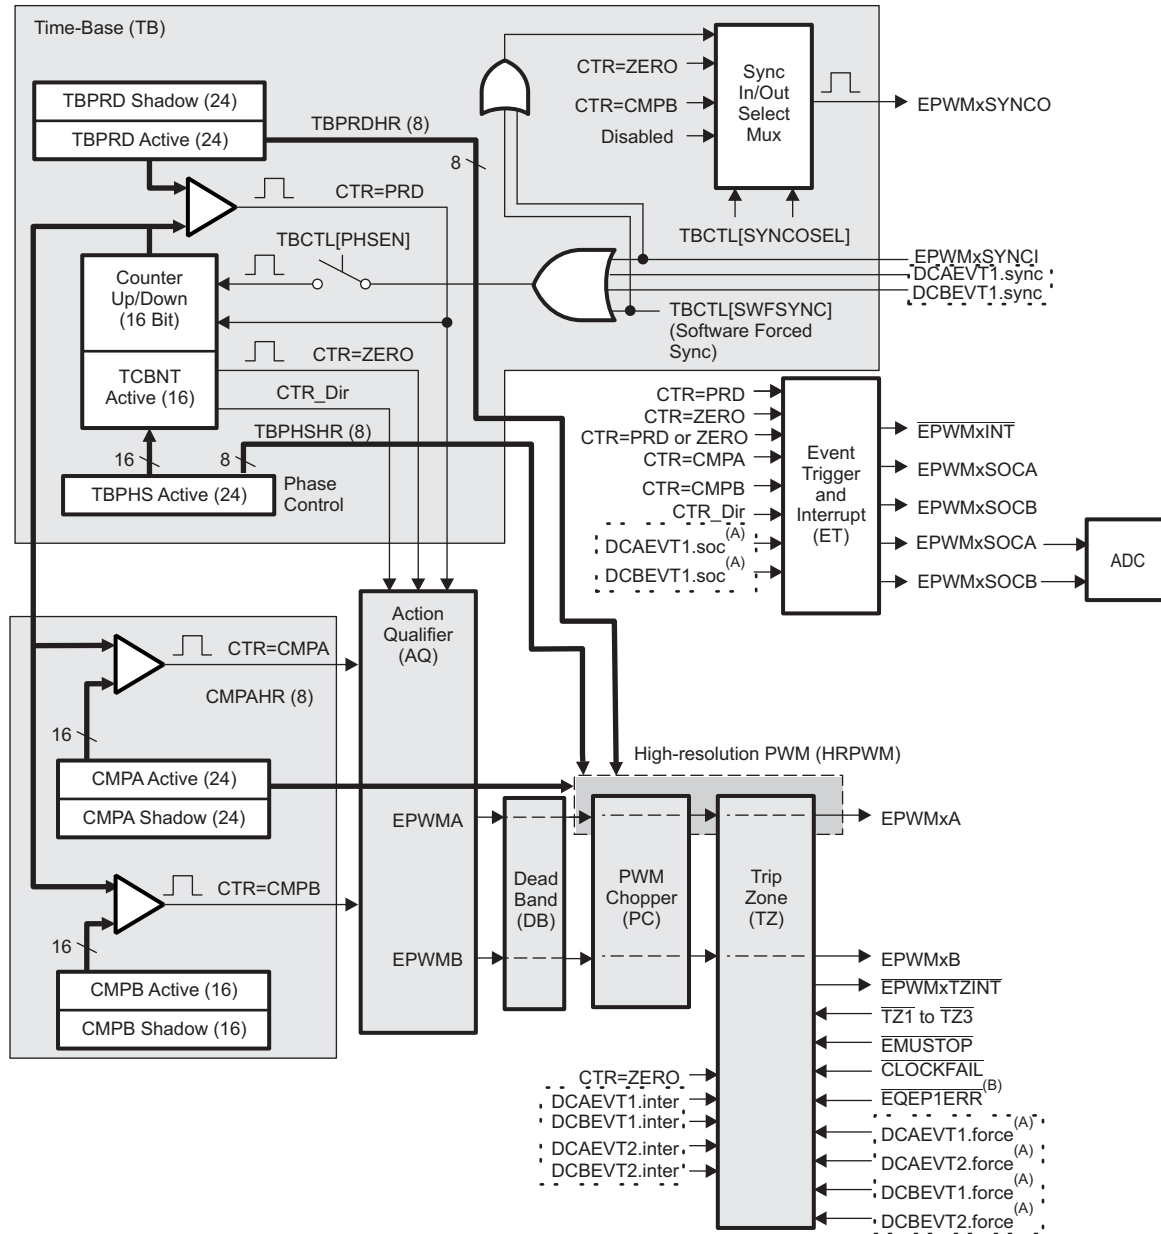 Time-Base (TB)
TBPRD Shadow (24)
TBPRD Active (24)
TBPRDHR (8)
8
CTR=PRD
TBCTL[PHSEN]
Counter
Up/Down
(16 Bit)
TCBNT
Active (16)
CTR=ZERO
CTR_Dir
TBPHSHR (8)
16
8
TBPHS Active (24)
Phase
Control
CTR=ZERO
CTR=CMPB
Disabled
Sync
In/Out
Select
Mux
EPWMxSYNCO
TBCTL[SYNCOSEL]
EPWMxSYNCI
DCAEVT1.sync
DCBEVT1.sync
TBCTL[SWFSYNC]
(Software Forced
Sync)
CTR=PRD
CTR=ZERO
CTR=PRD or ZERO
CTR=CMPA
CTR=CMPB
CTR_Dir
DCAEVT1.soc(A)
DCBEVT1.soc(A)
Event
Trigger
and
Interrupt
(ET)
EPWMxINT
EPWMxSOCA
EPWMxSOCB
EPWMxSOCA
EPWMxSOCB
ADC
Action
Qualifier
(AQ)
CTR=CMPA
CMPAHR (8)
16
CMPA Active (24)
CMPA Shadow (24)
CTR=CMPB
16
CMPB Active (16)
CMPB Shadow (16)
EPWMA
EPWMB
High-resolution PWM (HRPWM)
Dead
Band
(DB)
PWM
Chopper
(PC)
Trip
Zone
(TZ)
EPWMxA
EPWMxB
EPWMxTZINT
TZ1 to TZ3
EMUSTOP
CLOCKFAIL
EQEP1ERR(B)
DCAEVT1.force(A)
DCAEVT2.force(A)
DCBEVT1.force(A)
DCBEVT2.force(A)
CTR=ZERO
DCAEVT1.inter
DCBEVT1.inter
DCAEVT2.inter
DCBEVT2.inter